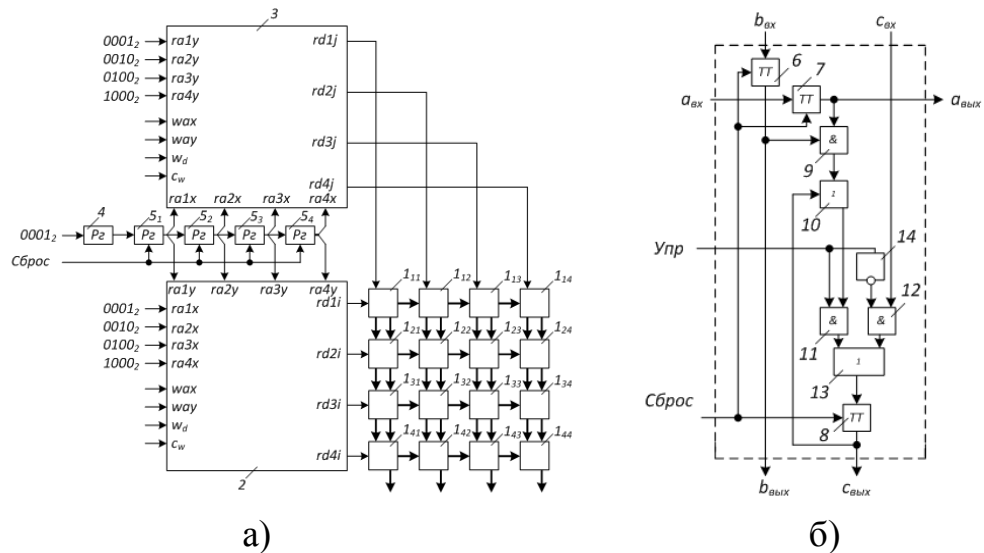 3
0001₂ ra1y rd1j
0010₂ ra2y
0100₂ ra3y rd2j
1000₂ ra4y
wax
way rd3j
w_d
c_w rd4j
ra1x ra2x ra3x ra4x
4 5₁ 5₂ 5₃ 5₄
0001₂ Рг Рг Рг Рг Рг
Сброс
ra1y ra2y ra3y ra4y
0001₂ ra1x rd1i 1₁₁ 1₁₂ 1₁₃ 1₁₄
0010₂ ra2x
0100₂ ra3x rd2i 1₂₁ 1₂₂ 1₂₃ 1₂₄
1000₂ ra4x
wax rd3i 1₃₁ 1₃₂ 1₃₃ 1₃₄
way
w_d
c_w rd4i 1₄₁ 1₄₂ 1₄₃ 1₄₄
2
а)
b_вх c_вх
ТТ 6
7
a_вх ТТ a_вых
&
9
1
10
Упр 14
& & 12
11
1
13
Сброс ТТ
8
b_вых c_вых
б)